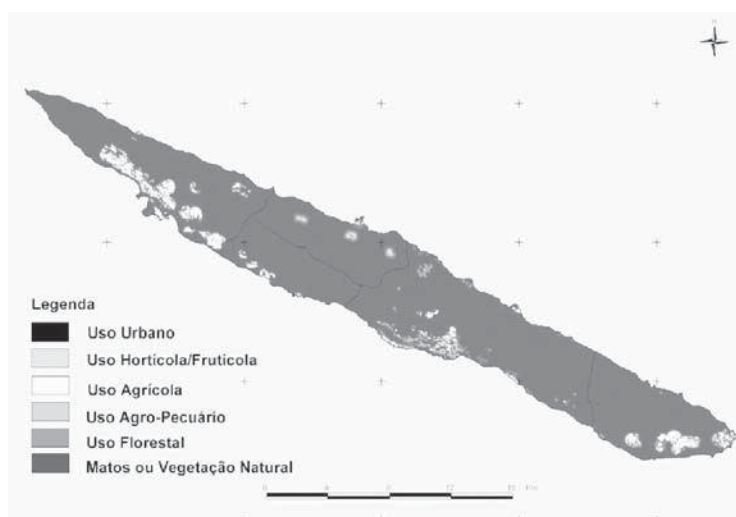 Legenda
Uso Urbano
Uso Hortícola/Frutícola
Uso Agrícola
Uso Agro-Pecuário
Uso Florestal
Matos ou Vegetação Natural